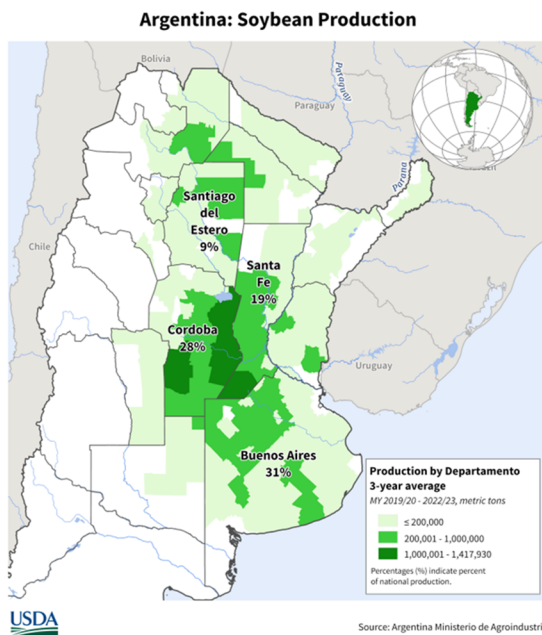 Argentina: Soybean Production
Bolivia
Paraguay
Paraguay
Parana
Chile
Santiago
del
Estero
9%
Santa
Fe
19%
Cordoba
28%
Uruguay
Buenos Aires
31%
Production by Departamento
3-year average
MY 2019/20 - 2022/23, metric tons
≤ 200,000
200,001 - 1,000,000
1,000,001 - 1,417,930
Percentages (%) indicate percent
of national production.
USDA
Source: Argentina Ministerio de Agroindustri